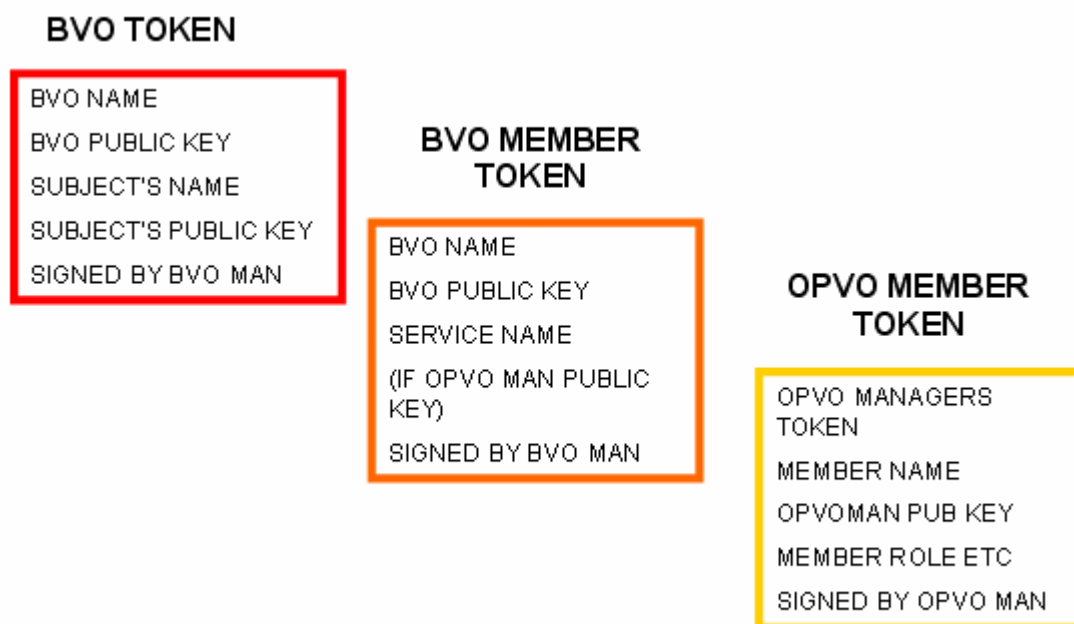 BVO TOKEN
BVO NAME
BVO PUBLIC KEY
SUBJECT'S NAME
SUBJECT'S PUBLIC KEY
SIGNED BY BVO MAN
BVO MEMBER
TOKEN
BVO NAME
BVO PUBLIC KEY
SERVICE NAME
(IF OPVO MAN PUBLIC
KEY)
SIGNED BY BVO MAN
OPVO MEMBER
TOKEN
OPVO MANAGERS
TOKEN
MEMBER NAME
OPVOMAN PUB KEY
MEMBER ROLE ETC
SIGNED BY OPVO MAN